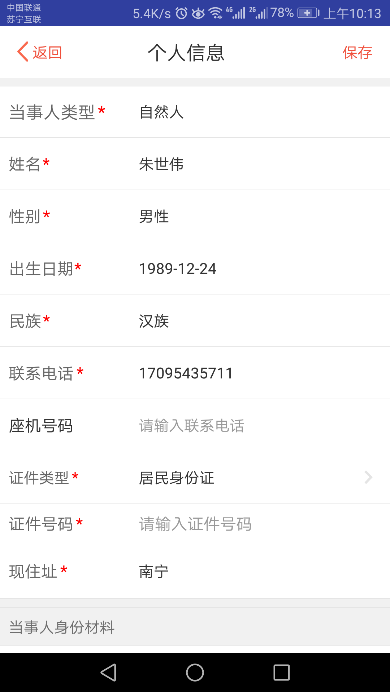 中国联通
苏宁互联
5.4K/s 4G 2G 78% 上午10:13
返回 个人信息 保存
当事人类型* 自然人
姓名* 朱世伟
性别* 男性
出生日期* 1989-12-24
民族* 汉族
联系电话* 17095435711
座机号码 请输入联系电话
证件类型* 居民身份证
证件号码* 请输入证件号码
现住址* 南宁
当事人身份材料